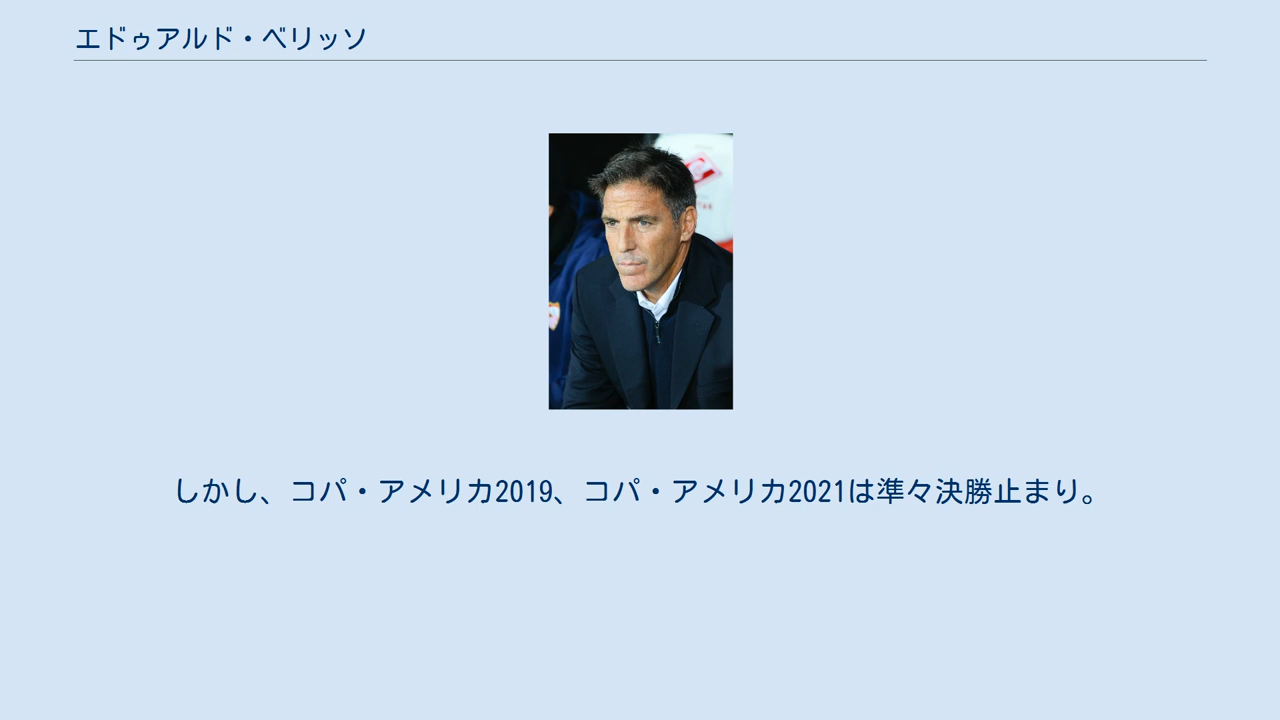 エドゥアルド・ベリッソ
しかし、コパ・アメリカ2019、コパ・アメリカ2021は準々決勝止まり。